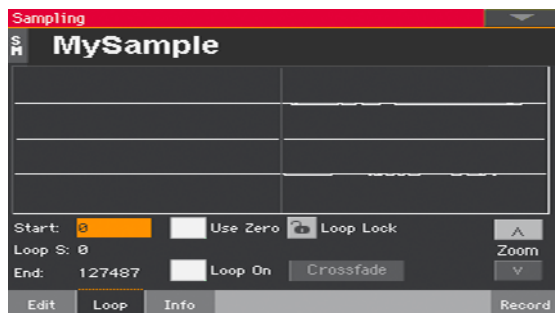 Sampling
SM MySample
Start: 0 Use Zero Loop Lock
Loop S: 0 Zoom
End: 127487 Loop On Crossfade
Edit Loop Info Record